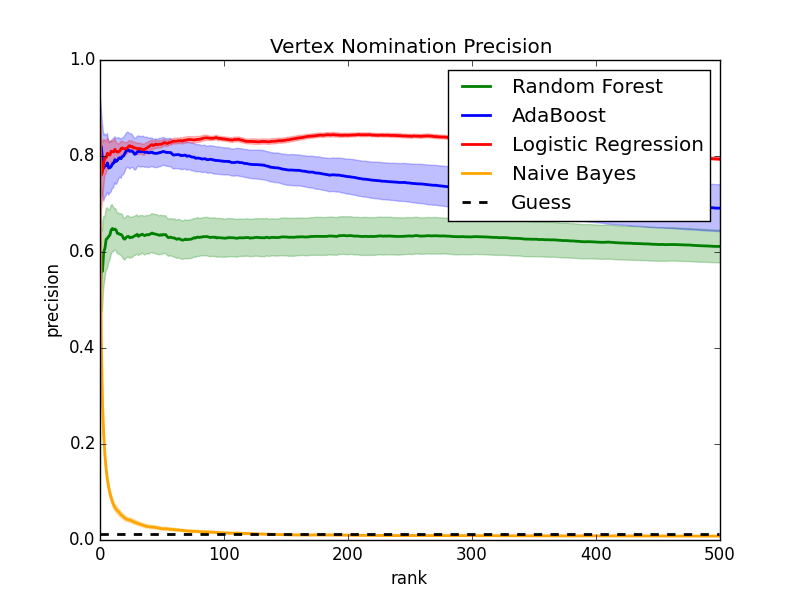 Vertex Nomination Precision
1.0
0.8
0.6
0.4
0.2
0.0
precision
Random Forest
AdaBoost
Logistic Regression
Naive Bayes
Guess
0 100 200 300 400 500
rank